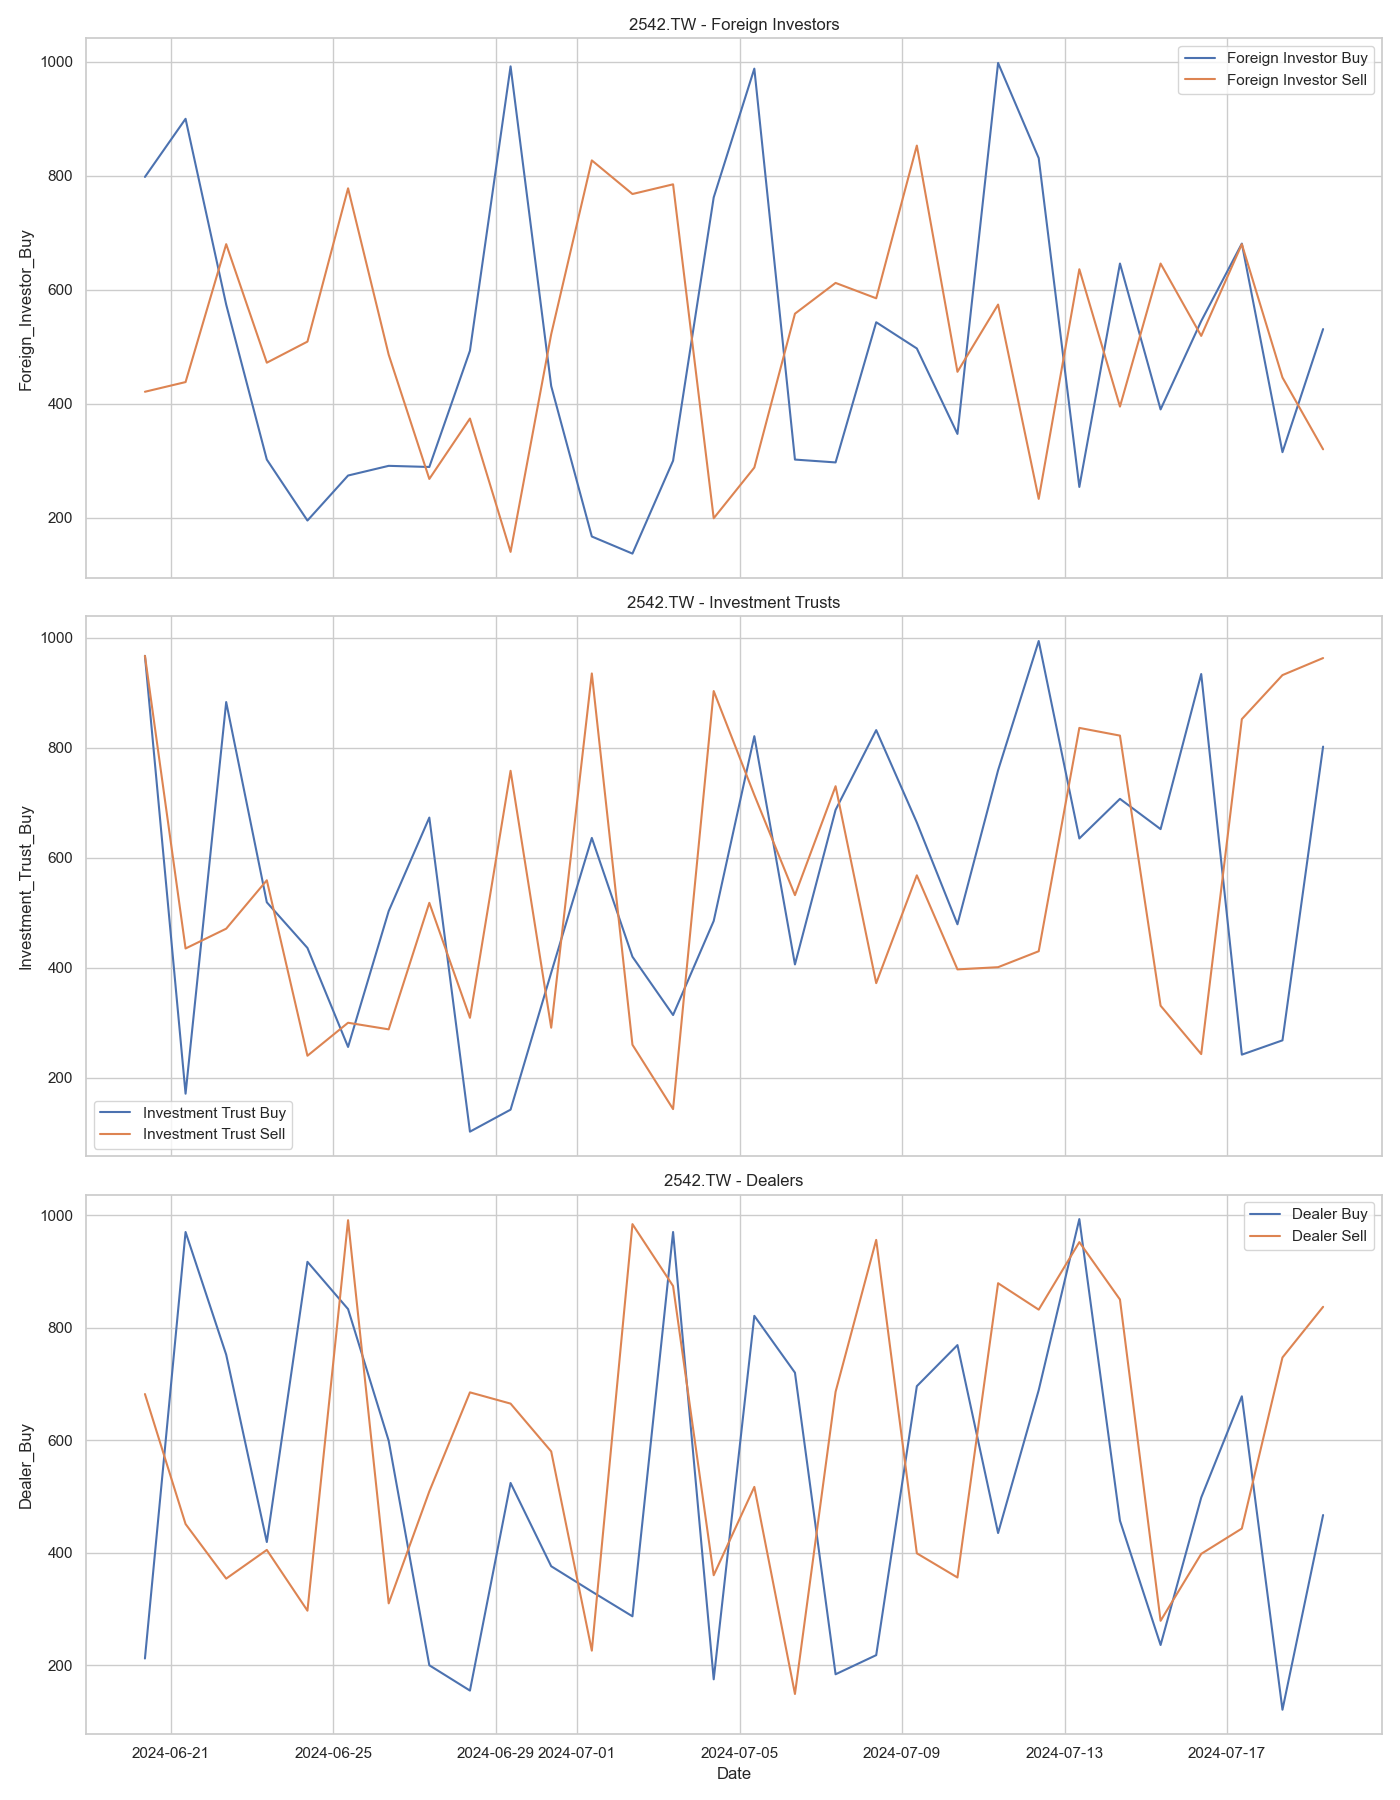 2542.TW - Foreign Investors
Foreign_Investor_Buy
1000
800
600
400
200
Foreign Investor Buy
Foreign Investor Sell
2542.TW - Investment Trusts
Investment_Trust_Buy
1000
800
600
400
200
Investment Trust Buy
Investment Trust Sell
2542.TW - Dealers
Dealer_Buy
1000
800
600
400
200
Dealer Buy
Dealer Sell
2024-06-21 2024-06-25 2024-06-29 2024-07-01 2024-07-05 2024-07-09 2024-07-13 2024-07-17
Date